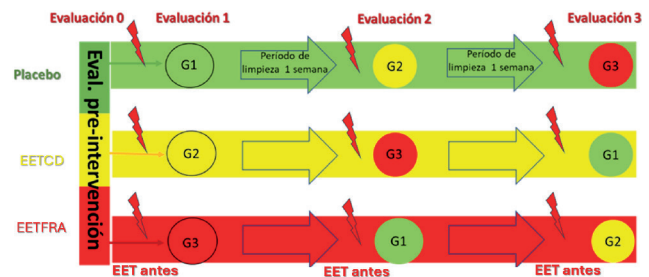 Evaluación 0
Evaluación 1
Evaluación 2
Evaluación 3
Eval. pre-intervención
Placebo
G1
Periodo de
limpieza 1 semana
G2
Periodo de
limpieza 1 semana
G3
EETCD
G2
G3
G1
EETFRA
G3
G1
G2
EET antes
EET antes
EET antes